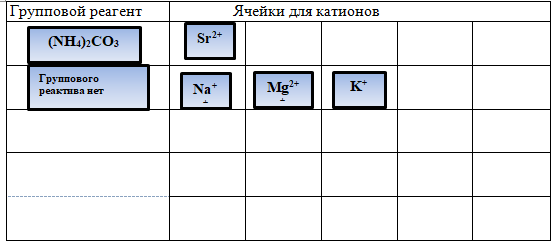 Групповой реагент Ячейки для катионов
(NH4)2CO3 Sr2+
Группового
реактива нет
Na+ Mg2+ K+
+ +